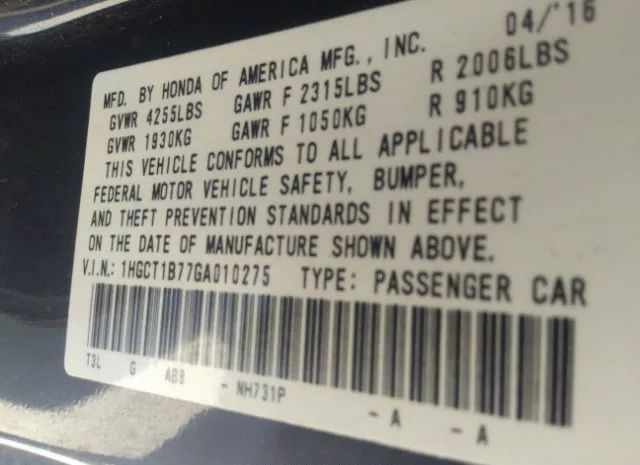 04/'16
MFD. BY HONDA OF AMERICA MFG., INC.
GVWR 4255LBS GAWR F 2315LBS R 2006LBS
GVWR 1930KG GAWR F 1050KG R 910KG
THIS VEHICLE CONFORMS TO ALL APPLICABLE
FEDERAL MOTOR VEHICLE SAFETY, BUMPER,
AND THEFT PREVENTION STANDARDS IN EFFECT
ON THE DATE OF MANUFACTURE SHOWN ABOVE.
V.I.N.: 1HGCT1B77GA010275 TYPE: PASSENGER CAR
T3L G AB8 - NH731P - A - A